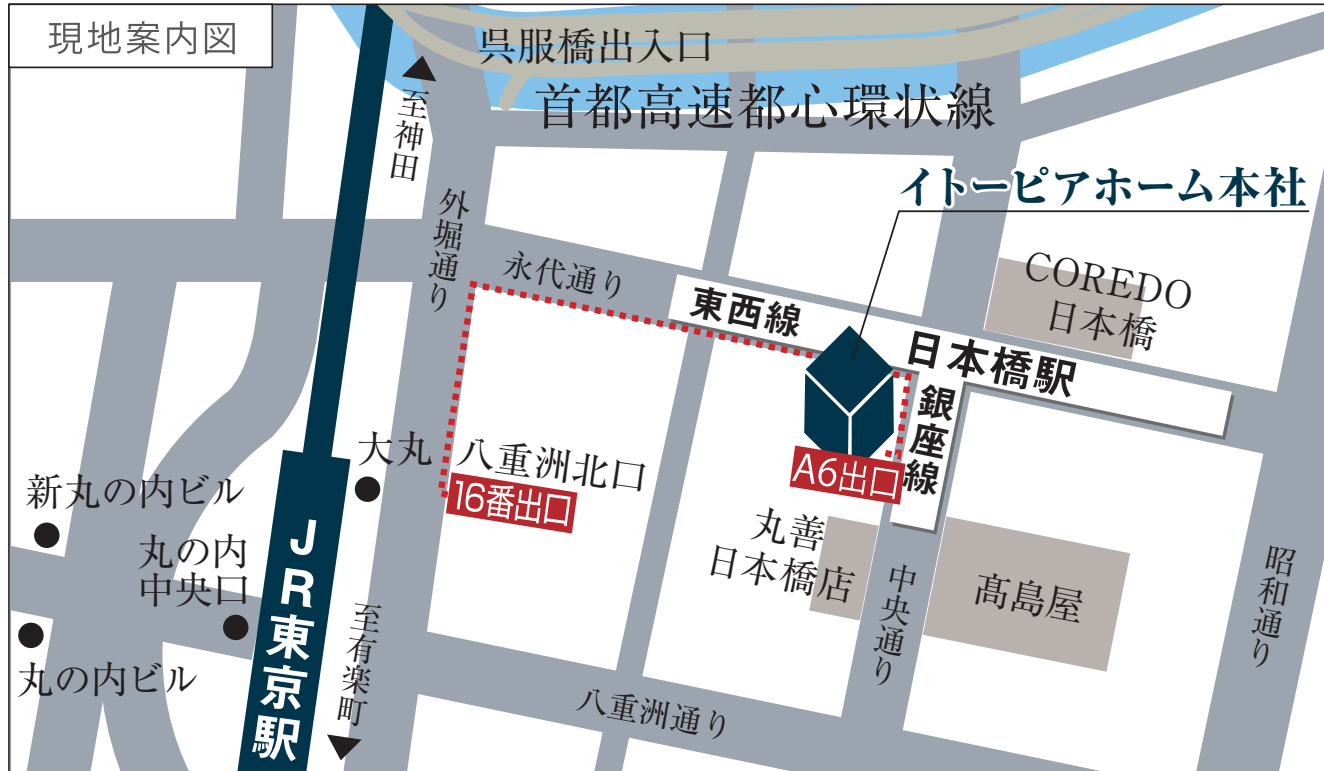 現地案内図
呉服橋出入口
首都高速都心環状線
至神田
イトーピアホーム本社
外堀通り
永代通り
COREDO
日本橋
東西線
日本橋駅
銀座線
大丸
八重洲北口
16番出口
A6出口
新丸の内ビル
丸の内
中央口
丸の内ビル
JR東京駅
至有楽町
丸善
日本橋店
中央通り
髙島屋
昭和通り
八重洲通り